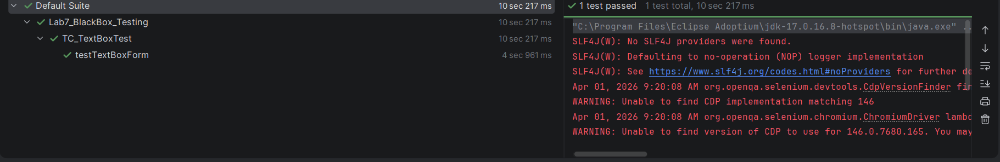 Default Suite 10 sec 217 ms
Lab7_BlackBox_Testing 10 sec 217 ms
TC_TextBoxTest 10 sec 217 ms
testTextBoxForm 4 sec 961 ms
1 test passed 1 test total, 10 sec 217 ms
"C:\Program Files\Eclipse Adoptium\jdk-17.0.16.8-hotspot\bin\java.exe" ..
SLF4J(W): No SLF4J providers were found.
SLF4J(W): Defaulting to no-operation (NOP) logger implementation
SLF4J(W): See https://www.slf4j.org/codes.html#noProviders for further de
Apr 01, 2026 9:20:08 AM org.openqa.selenium.devtools.CdpVersionFinder fin
WARNING: Unable to find CDP implementation matching 146
Apr 01, 2026 9:20:08 AM org.openqa.selenium.chromium.ChromiumDriver lambd
WARNING: Unable to find version of CDP to use for 146.0.7680.165. You may